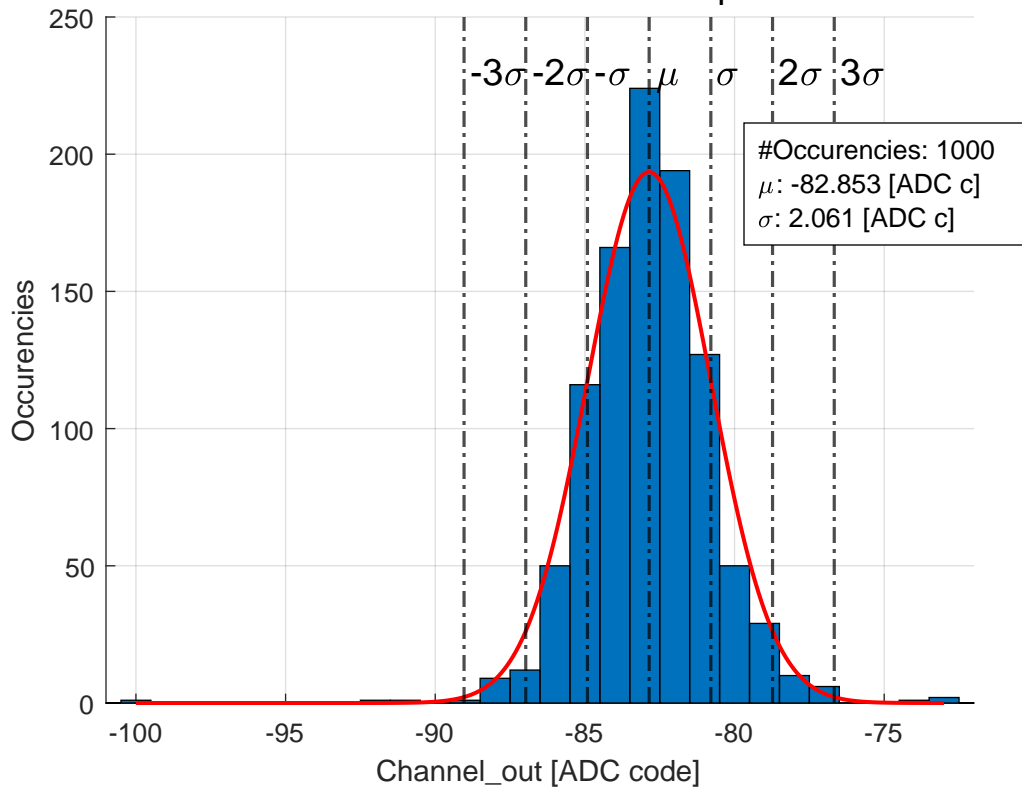 250
-3σ -2σ -σ μ σ 2σ 3σ
200
#Occurencies: 1000
μ: -82.853 [ADC c]
σ: 2.061 [ADC c]
150
Occurencies
100
50
0
-100 -95 -90 -85 -80 -75
Channel_out [ADC code]